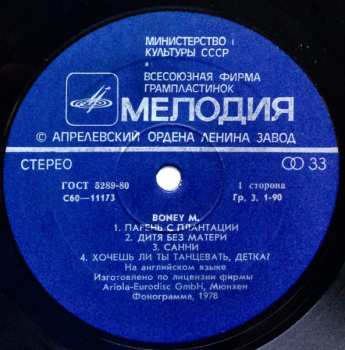 МИНИСТЕРСТВО
КУЛЬТУРЫ СССР
ВСЕСОЮЗНАЯ ФИРМА
ГРАМПЛАСТИНОК
МЕЛОДИЯ
© АПРЕЛЕВСКИЙ ОРДЕНА ЛЕНИНА ЗАВОД
СТЕРЕО 33
ГОСТ 5289-80 1 сторона
С60—11173 Гр. 3. 1-90
BONEY M.
1. ПАРЕНЬ С ПЛАНТАЦИИ
2. ДИТЯ БЕЗ МАТЕРИ
3. САННИ
4. ХОЧЕШЬ ЛИ ТЫ ТАНЦЕВАТЬ, ДЕТКА?
На английском языке
Изготовлено по лицензии фирмы
Ariola-Eurodisc GmbH, Мюнхен
Фонограмма, 1978